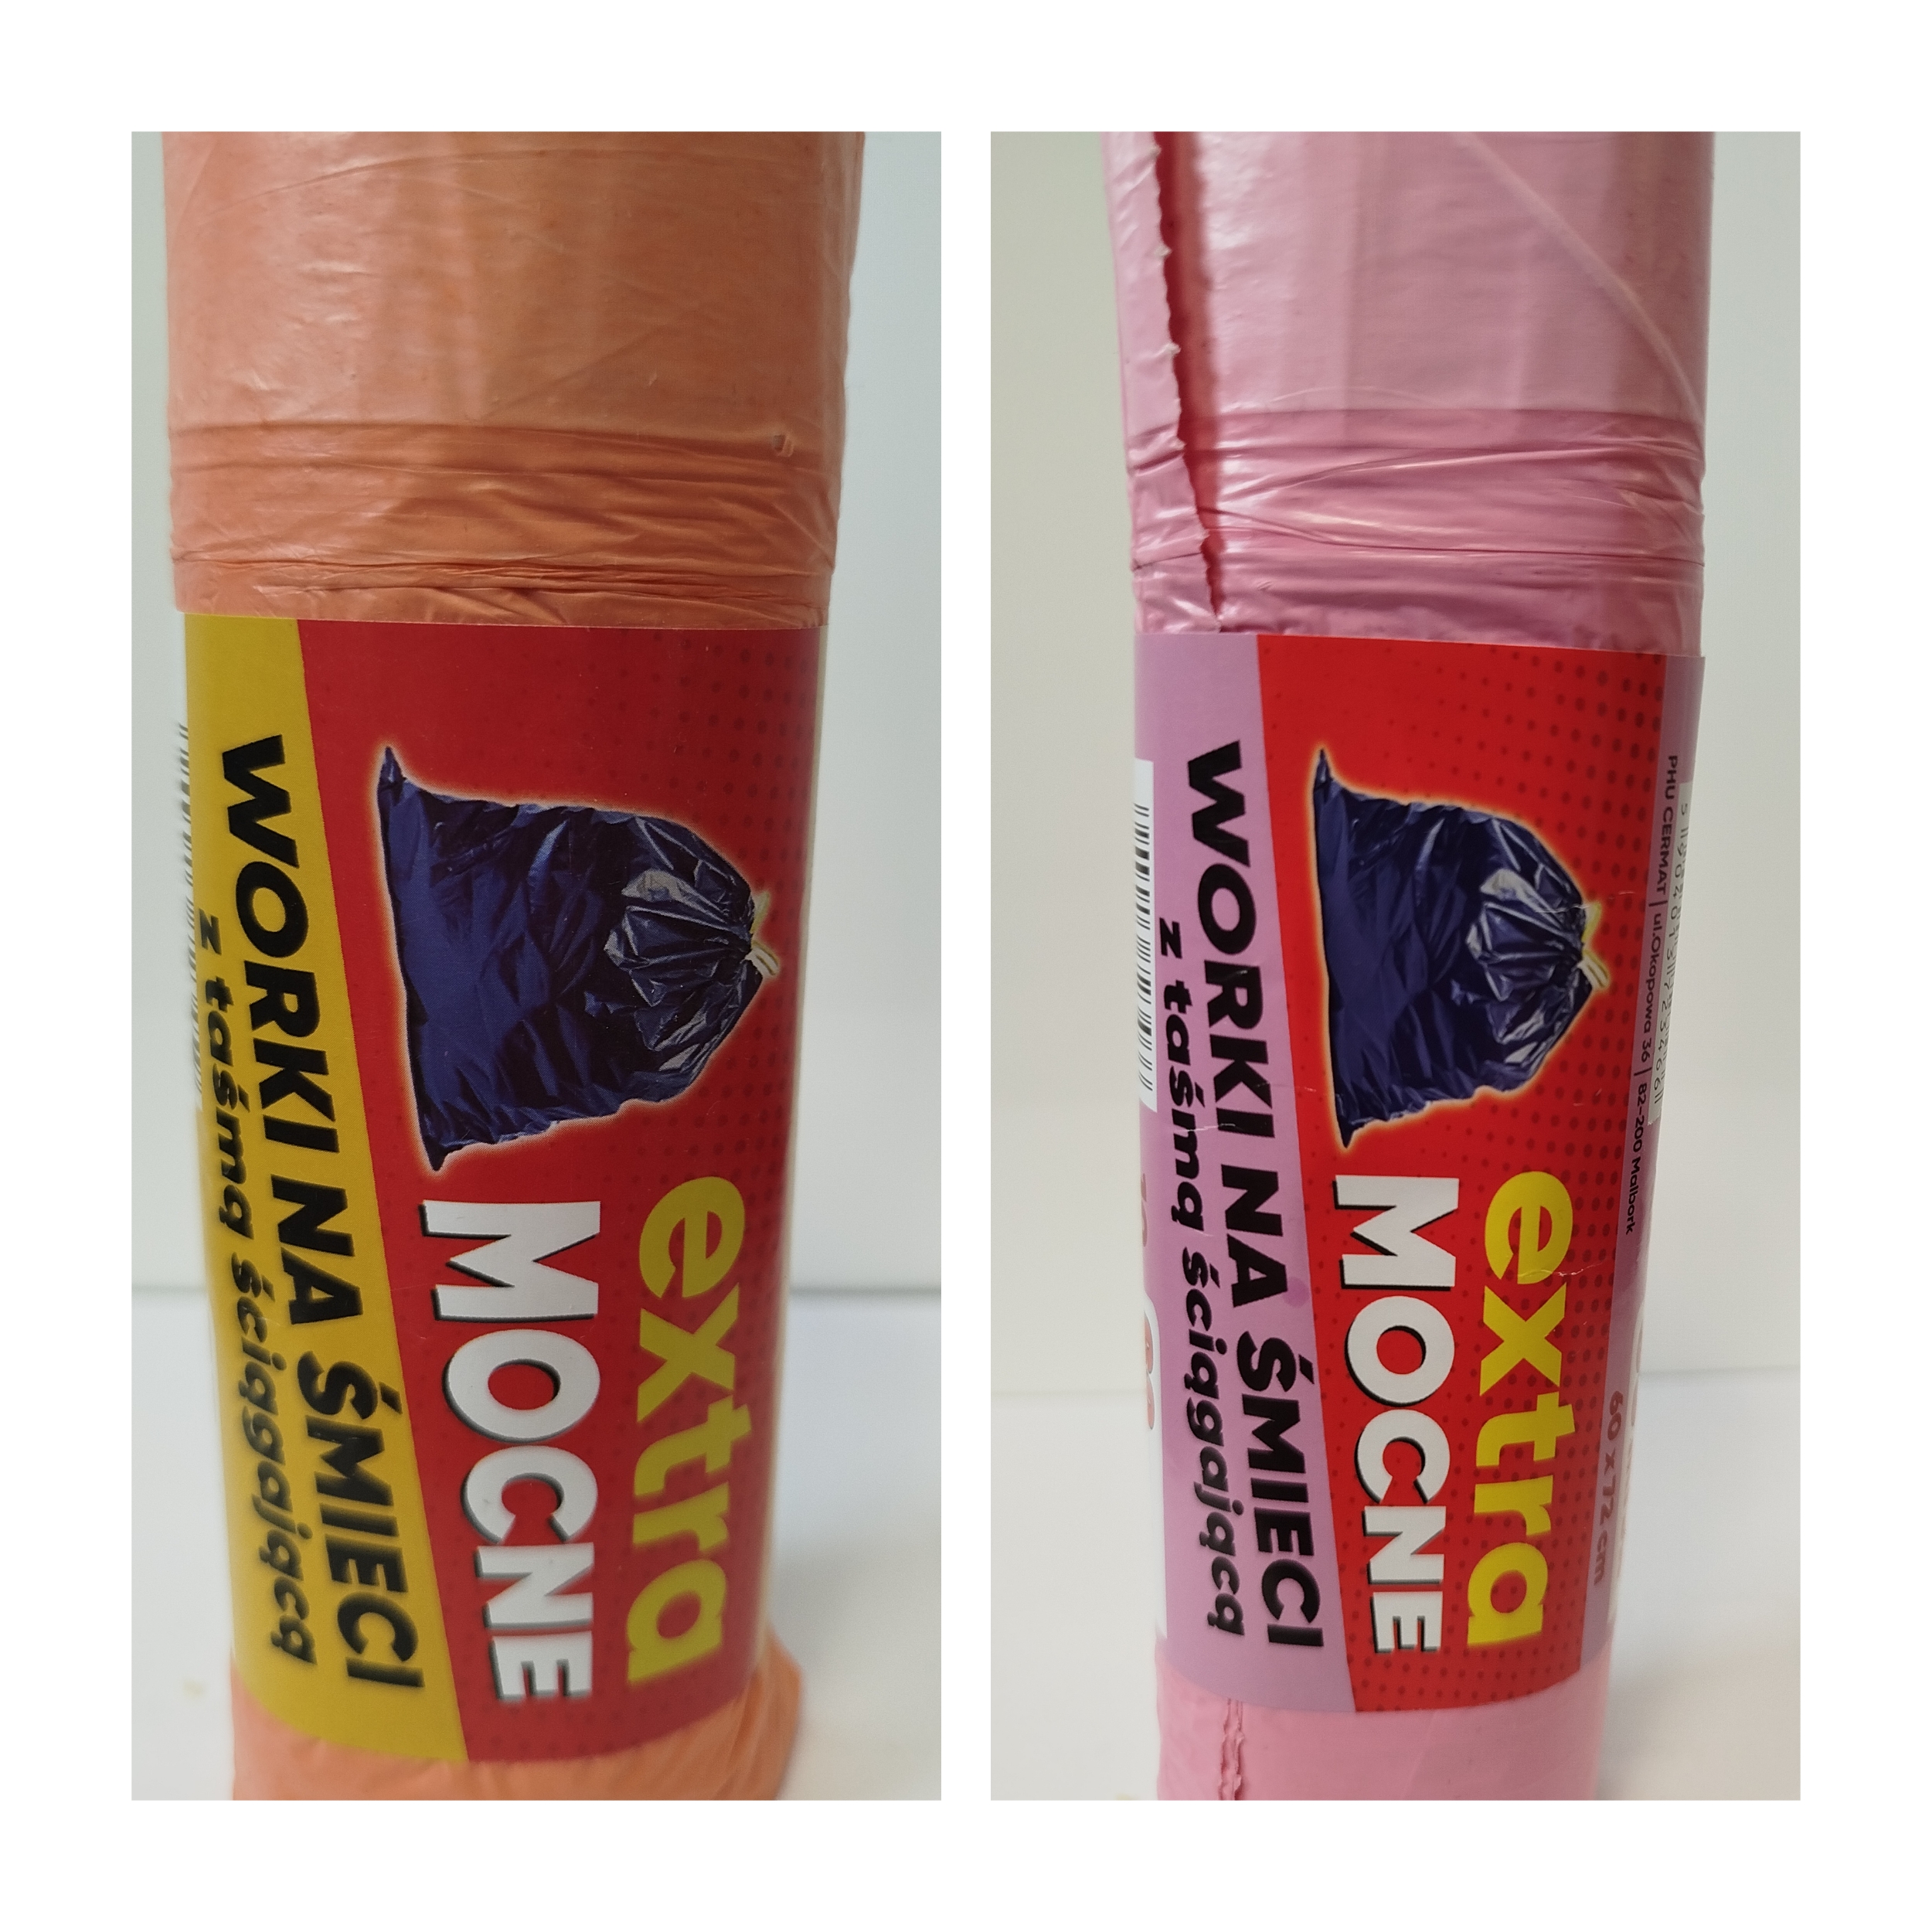 extra
MOCNE
WORKI NA ŚMIECI
z taśmą ściągającą
PHU CERMAT | ul.Okopowa 36 | 82-200 Malbork
60 x 72 cm
extra
MOCNE
WORKI NA ŚMIECI
z taśmą ściągającą